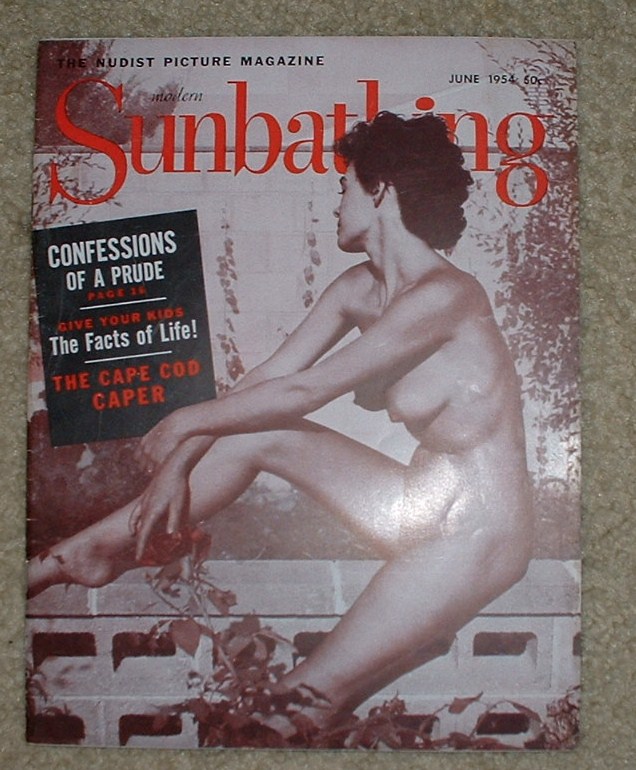 THE NUDIST PICTURE MAGAZINE
JUNE 1954 50c
modern
Sunbathing
CONFESSIONS
OF A PRUDE
PAGE 16
GIVE YOUR KIDS
The Facts of Life!
THE CAPE COD
CAPER